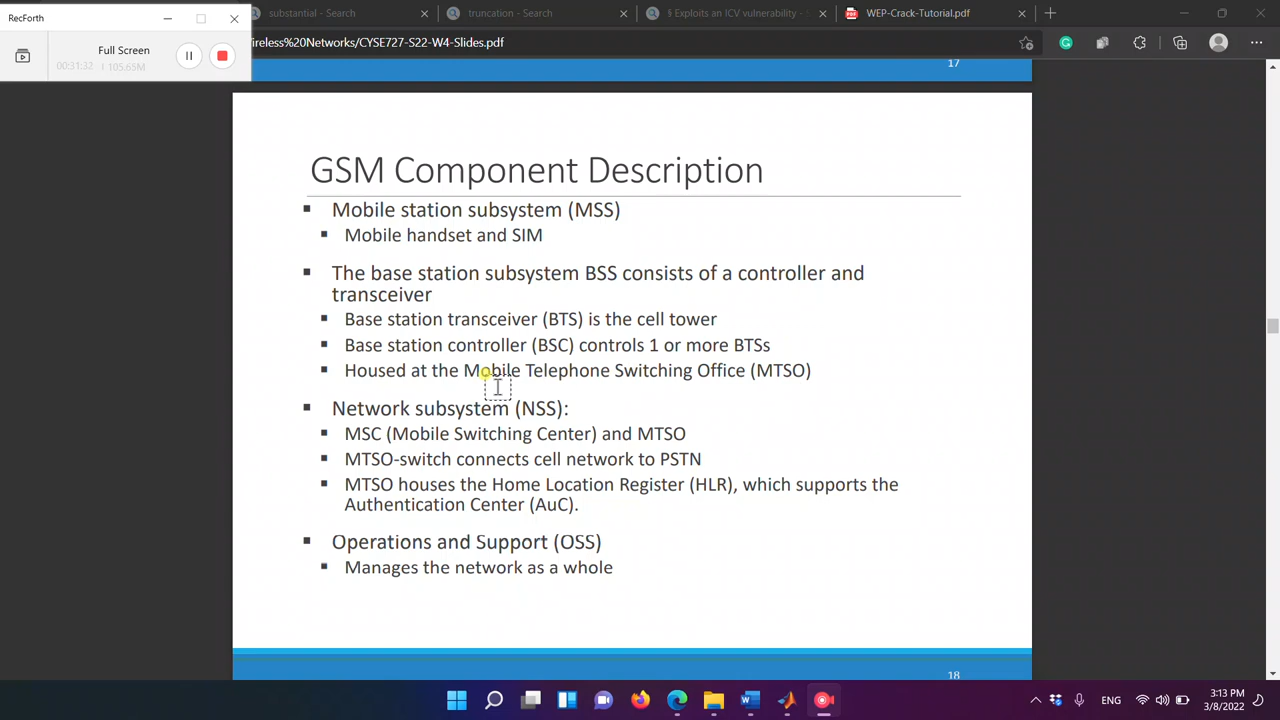 RecForth
substantial - Search
truncation - Search
§ Exploits an ICV vulnerability -
WEP-Crack-Tutorial.pdf
Full Screen
00:31:32 | 105.65M
ireless%20Networks/CYSE727-S22-W4-Slides.pdf
17
GSM Component Description
Mobile station subsystem (MSS)
Mobile handset and SIM
The base station subsystem BSS consists of a controller and
transceiver
Base station transceiver (BTS) is the cell tower
Base station controller (BSC) controls 1 or more BTSs
Housed at the Mobile Telephone Switching Office (MTSO)
Network subsystem (NSS):
MSC (Mobile Switching Center) and MTSO
MTSO-switch connects cell network to PSTN
MTSO houses the Home Location Register (HLR), which supports the
Authentication Center (AuC).
Operations and Support (OSS)
Manages the network as a whole
18
ENG
3:13 PM
3/8/2022